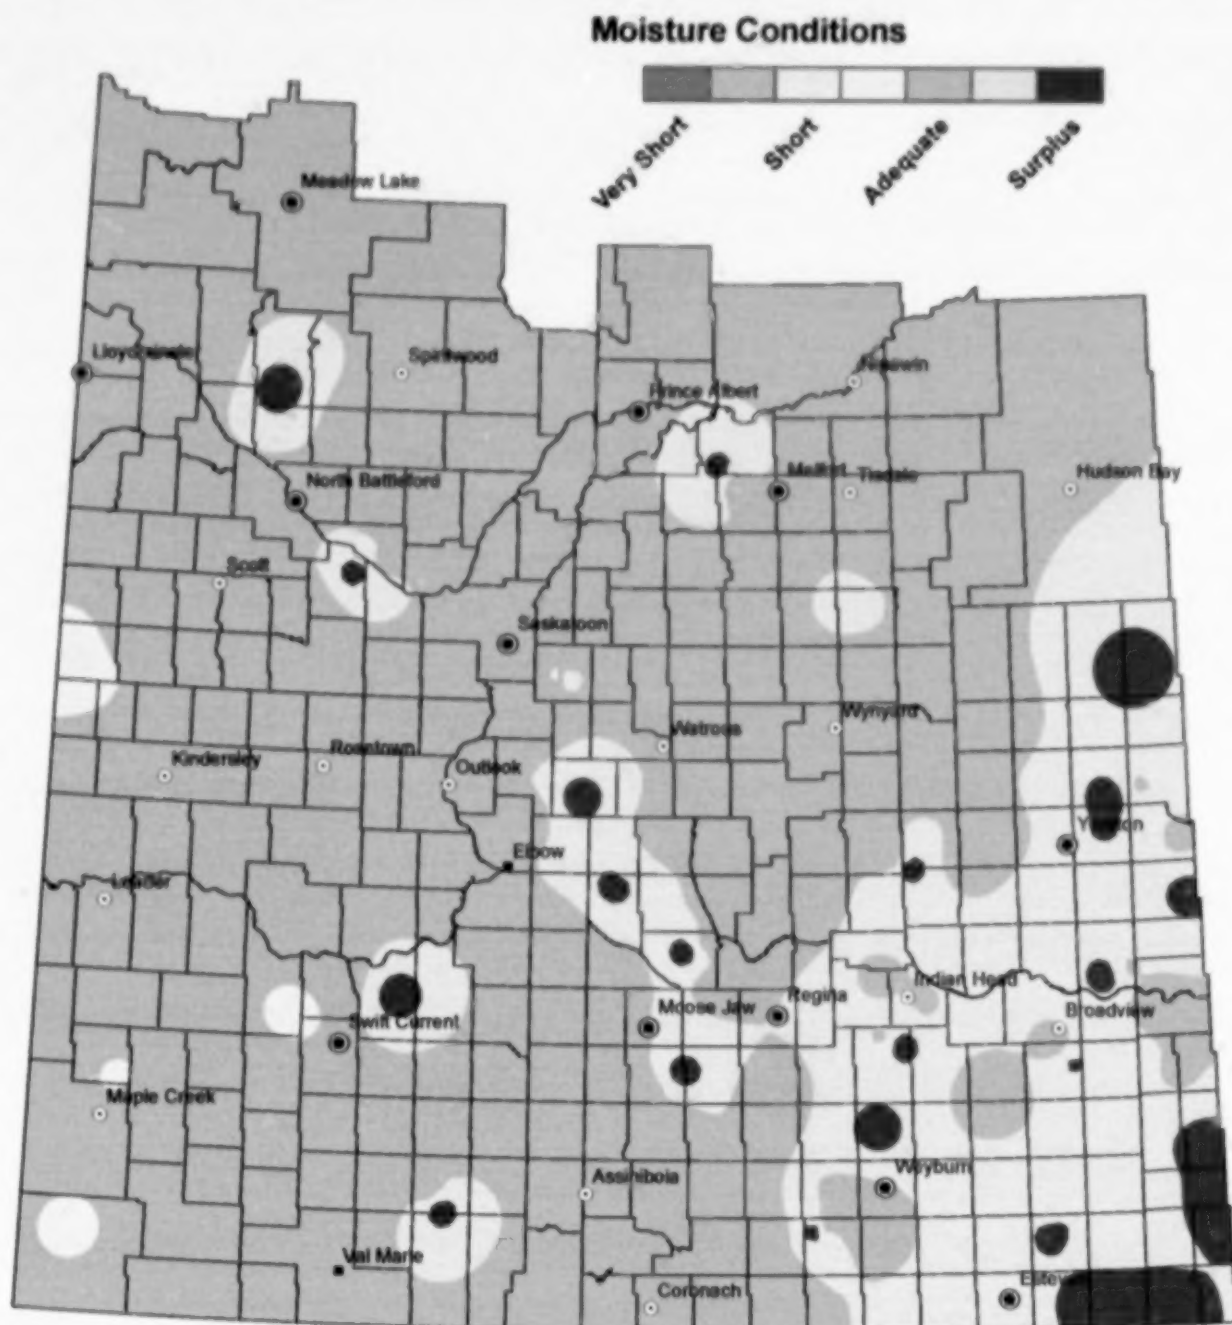 Moisture Conditions
Very Short
Short
Adequate
Surplus
Meadow Lake
Lloydminster
Spiritwood
Nipawin
Prince Albert
Melfort
Tisdale
Hudson Bay
North Battleford
Scott
Saskatoon
Watrous
Wynyard
Kindersley
Rosetown
Outlook
Yorkton
Elbow
Leader
Indian Head
Regina
Moose Jaw
Broadview
Swift Current
Maple Creek
Assiniboia
Weyburn
Val Marie
Coronach